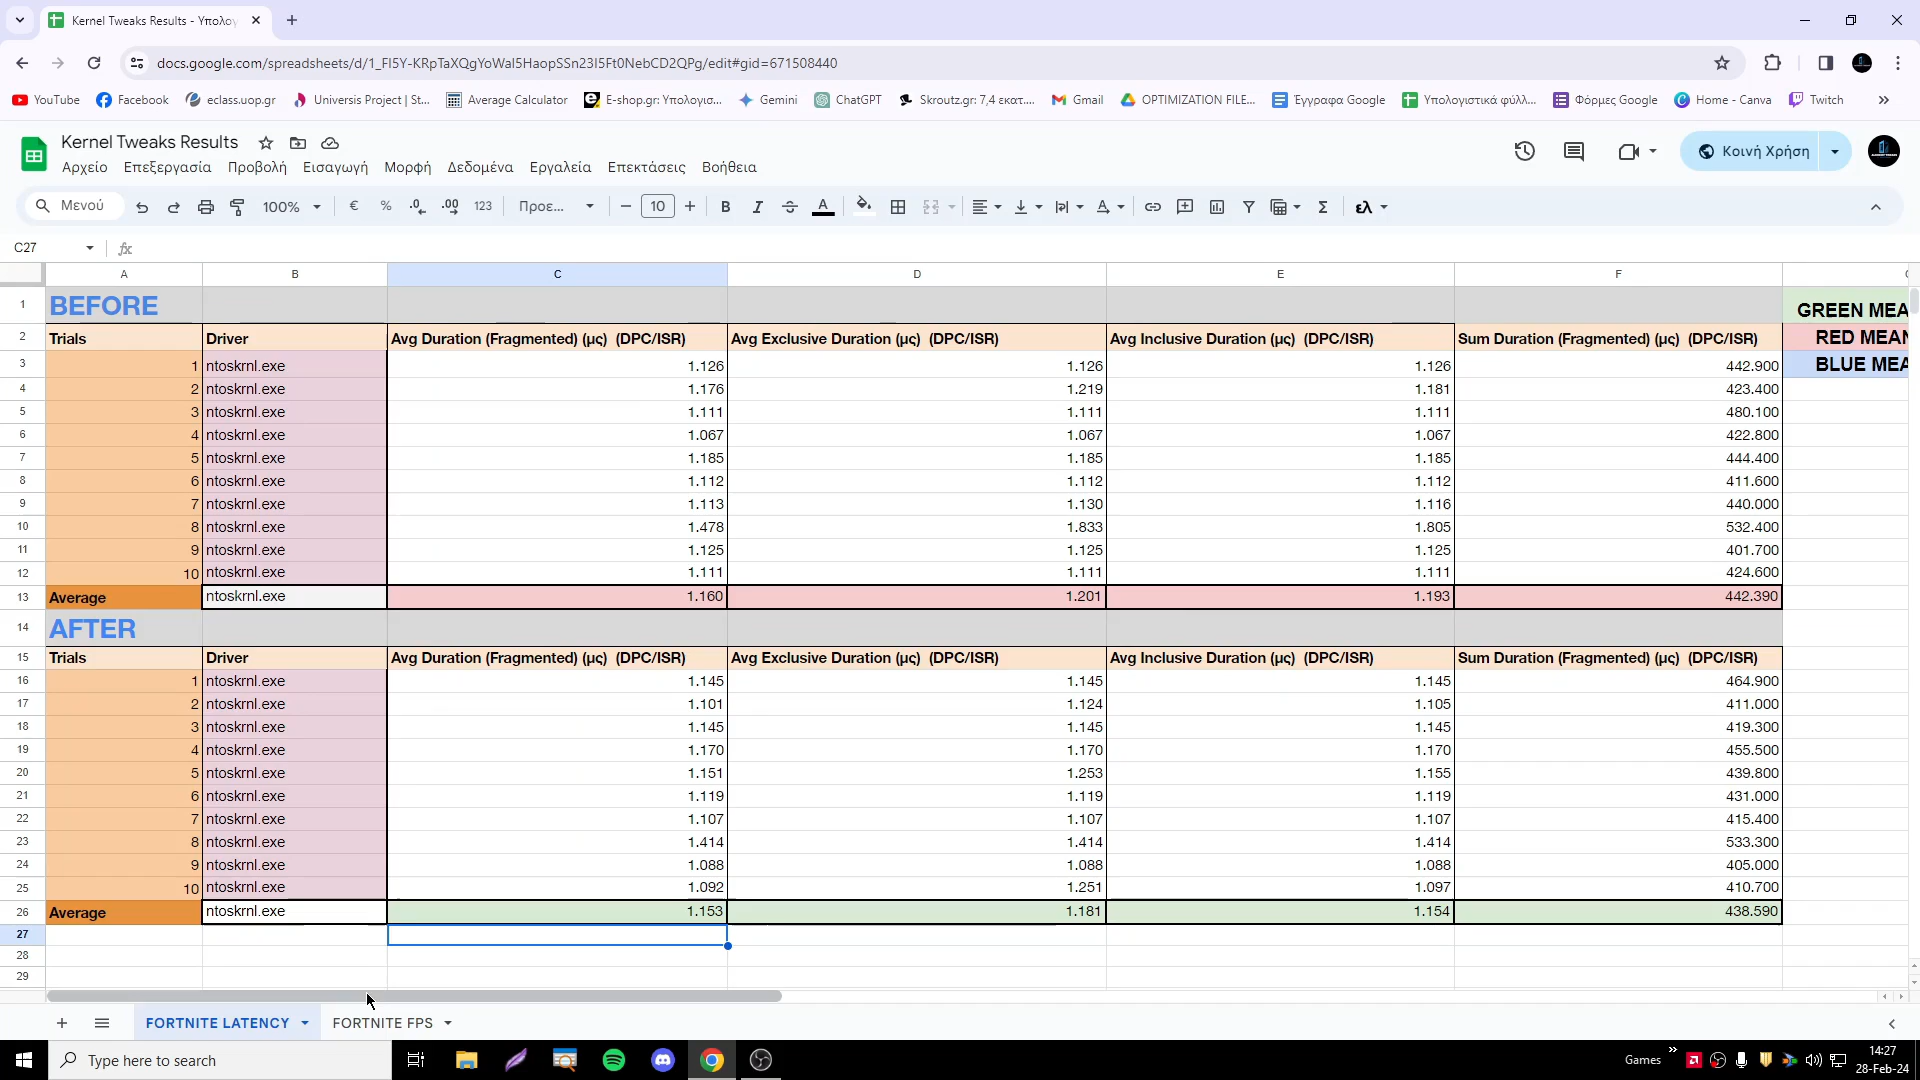 Kernel Tweaks Results - Υπολογ
docs.google.com/spreadsheets/d/1_FI5Y-KRpTaXQgYoWaI5HaopSSn23I5Ft0NebCD2QPg/edit#gid=671508440
YouTube Facebook eclass.uop.gr Universis Project | St... Average Calculator E-shop.gr: Υπολογισ... Gemini ChatGPT Skroutz.gr: 7,4 εκατ.... Gmail OPTIMIZATION FILE... Έγγραφα Google Υπολογιστικά φύλλ... Φόρμες Google Home - Canva Twitch
Kernel Tweaks Results
Αρχείο Επεξεργασία Προβολή Εισαγωγή Μορφή Δεδομένα Εργαλεία Επεκτάσεις Βοήθεια
Κοινή Χρήση
Μενού 100% € % .0 .00 123 Προε... 10 B I A Σ ελ
C27 fx
A B C D E F
1 BEFORE GREEN MEA
2 Trials Driver Avg Duration (Fragmented) (μς) (DPC/ISR) Avg Exclusive Duration (μς) (DPC/ISR) Avg Inclusive Duration (μς) (DPC/ISR) Sum Duration (Fragmented) (μς) (DPC/ISR) RED MEAN
3 1 ntoskrnl.exe 1.126 1.126 1.126 442.900 BLUE MEA
4 2 ntoskrnl.exe 1.176 1.219 1.181 423.400
5 3 ntoskrnl.exe 1.111 1.111 1.111 480.100
6 4 ntoskrnl.exe 1.067 1.067 1.067 422.800
7 5 ntoskrnl.exe 1.185 1.185 1.185 444.400
8 6 ntoskrnl.exe 1.112 1.112 1.112 411.600
9 7 ntoskrnl.exe 1.113 1.130 1.116 440.000
10 8 ntoskrnl.exe 1.478 1.833 1.805 532.400
11 9 ntoskrnl.exe 1.125 1.125 1.125 401.700
12 10 ntoskrnl.exe 1.111 1.111 1.111 424.600
13 Average ntoskrnl.exe 1.160 1.201 1.193 442.390
14 AFTER
15 Trials Driver Avg Duration (Fragmented) (μς) (DPC/ISR) Avg Exclusive Duration (μς) (DPC/ISR) Avg Inclusive Duration (μς) (DPC/ISR) Sum Duration (Fragmented) (μς) (DPC/ISR)
16 1 ntoskrnl.exe 1.145 1.145 1.145 464.900
17 2 ntoskrnl.exe 1.101 1.124 1.105 411.000
18 3 ntoskrnl.exe 1.145 1.145 1.145 419.300
19 4 ntoskrnl.exe 1.170 1.170 1.170 455.500
20 5 ntoskrnl.exe 1.151 1.253 1.155 439.800
21 6 ntoskrnl.exe 1.119 1.119 1.119 431.000
22 7 ntoskrnl.exe 1.107 1.107 1.107 415.400
23 8 ntoskrnl.exe 1.414 1.414 1.414 533.300
24 9 ntoskrnl.exe 1.088 1.088 1.088 405.000
25 10 ntoskrnl.exe 1.092 1.251 1.097 410.700
26 Average ntoskrnl.exe 1.153 1.181 1.154 438.590
27
28
29
FORTNITE LATENCY FORTNITE FPS
Type here to search Games 14:27
28-Feb-24